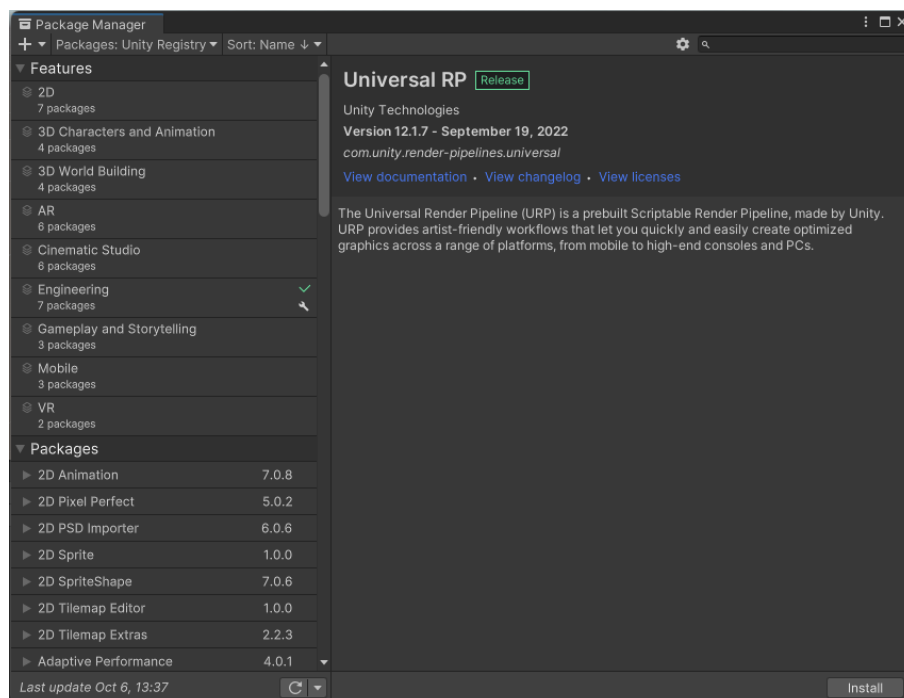 Package Manager
+ Packages: Unity Registry Sort: Name ↓
Features
2D
7 packages
3D Characters and Animation
4 packages
3D World Building
4 packages
AR
6 packages
Cinematic Studio
6 packages
Engineering
7 packages
Gameplay and Storytelling
3 packages
Mobile
3 packages
VR
2 packages
Packages
2D Animation 7.0.8
2D Pixel Perfect 5.0.2
2D PSD Importer 6.0.6
2D Sprite 1.0.0
2D SpriteShape 7.0.6
2D Tilemap Editor 1.0.0
2D Tilemap Extras 2.2.3
Adaptive Performance 4.0.1
Last update Oct 6, 13:37
Universal RP Release
Unity Technologies
Version 12.1.7 - September 19, 2022
com.unity.render-pipelines.universal
View documentation • View changelog • View licenses
The Universal Render Pipeline (URP) is a prebuilt Scriptable Render Pipeline, made by Unity.
URP provides artist-friendly workflows that let you quickly and easily create optimized
graphics across a range of platforms, from mobile to high-end consoles and PCs.
Install